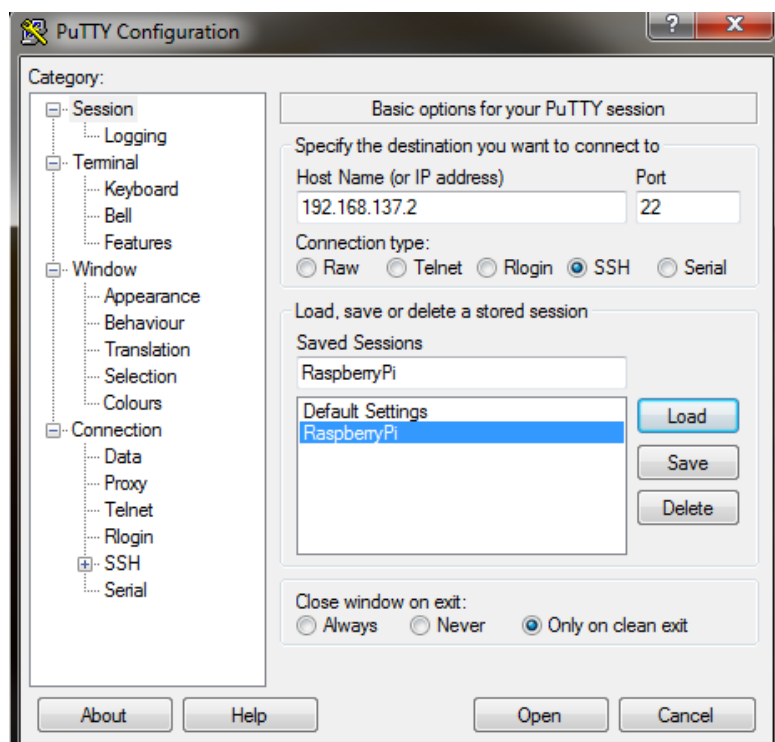 PuTTY Configuration
?
X
Category:
Session
Logging
Terminal
Keyboard
Bell
Features
Window
Appearance
Behaviour
Translation
Selection
Colours
Connection
Data
Proxy
Telnet
Rlogin
SSH
Serial
Basic options for your PuTTY session
Specify the destination you want to connect to
Host Name (or IP address) Port
192.168.137.2 22
Connection type:
Raw Telnet Rlogin SSH Serial
Load, save or delete a stored session
Saved Sessions
RaspberryPi
Default Settings
RaspberryPi
Load
Save
Delete
Close window on exit:
Always Never Only on clean exit
About Help Open Cancel